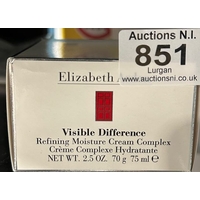 Auctions N.I.
851
Lurgan
www.auctionsni.co.uk
Elizabeth A
Visible Difference
Refining Moisture Cream Complex
Crème Complexe Hydratante
NET WT. 2.5 OZ. 70 g 75 ml ℮